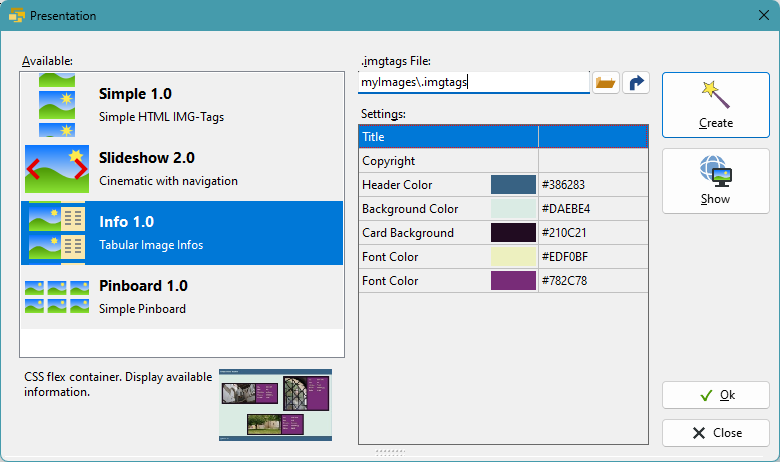 Presentation
Available:
Simple 1.0
Simple HTML IMG-Tags
Slideshow 2.0
Cinematic with navigation
Info 1.0
Tabular Image Infos
Pinboard 1.0
Simple Pinboard
CSS flex container. Display available
information.
.imgtags File:
myImages\.imgtags
Settings:
Title
Copyright
Header Color #386283
Background Color #DAEBE4
Card Background #210C21
Font Color #EDF0BF
Font Color #782C78
Create
Show
Ok
Close